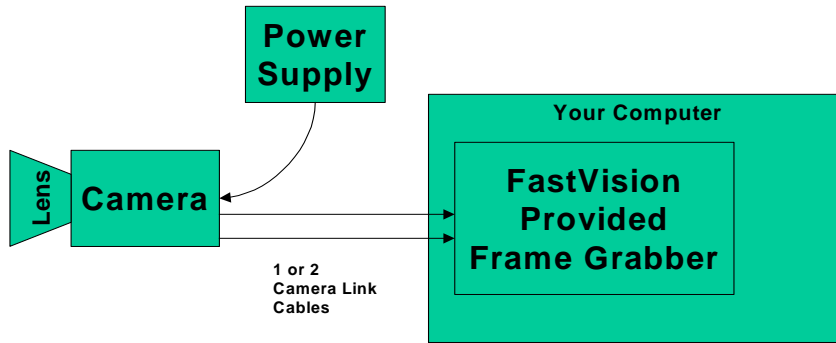 Power
Supply
Your Computer
Lens
Camera
FastVision
Provided
Frame Grabber
1 or 2
Camera Link
Cables